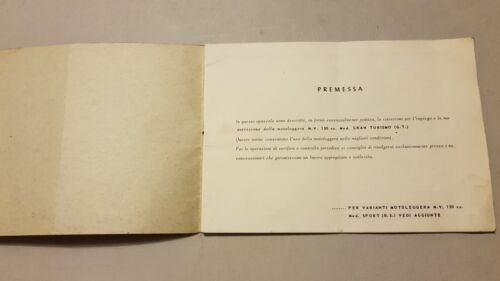 PREMESSA
In questo opuscolo sono descritte, in forma essenzialmente pratica, le istruzioni per l'impiego e la ma
nutenzione della motoleggera M.V. 150 cc. Mod. GRAN TURISMO (G.T.)
Queste norme consentono l'uso della motoleggera nelle migliori condizioni.
Per le operazioni di verifica e controllo periodico si consiglia di rivolgersi esclusivamente presso i ns.
concessionari che garantiscono un lavoro appropriato e sollecito.
....... PER VARIANTI MOTOLEGGERA M.V. 150 cc.
Mod. SPORT (R.S.) VEDI AGGIUNTE